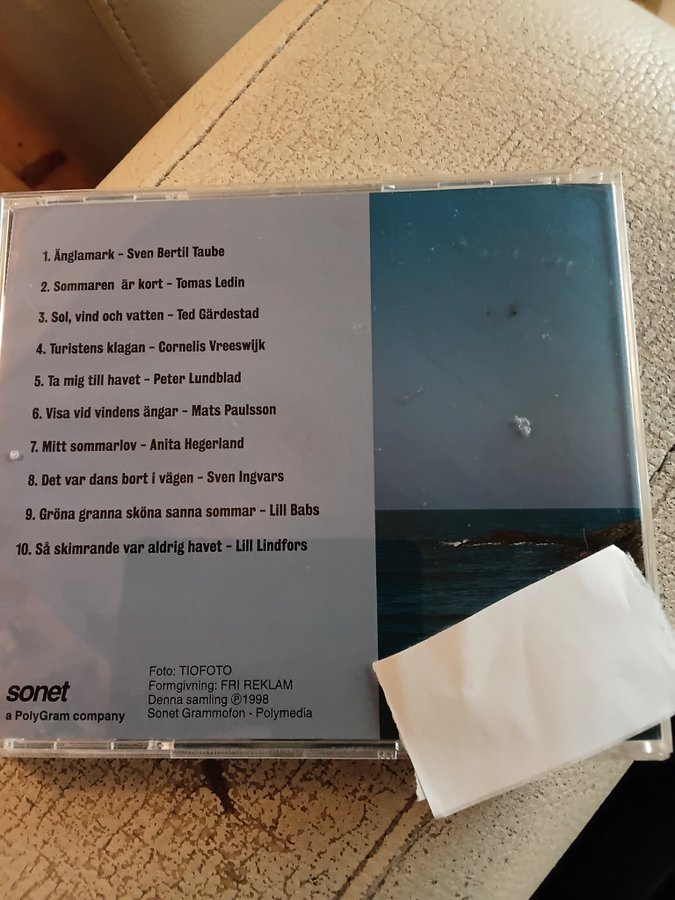 1. Änglamark – Sven Bertil Taube
2. Sommaren är kort – Tomas Ledin
3. Sol, vind och vatten – Ted Gärdestad
4. Turistens klagan – Cornelis Vreeswijk
5. Ta mig till havet – Peter Lundblad
6. Visa vid vindens ängar – Mats Paulsson
7. Mitt sommarlov – Anita Hegerland
8. Det var dans bort i vägen – Sven Ingvars
9. Gröna granna sköna sanna sommar – Lill Babs
10. Så skimrande var aldrig havet – Lill Lindfors
sonet
a PolyGram company
Foto: TIOFOTO
Formgivning: FRI REKLAM
Denna samling ℗1998
Sonet Grammofon - Polymedia